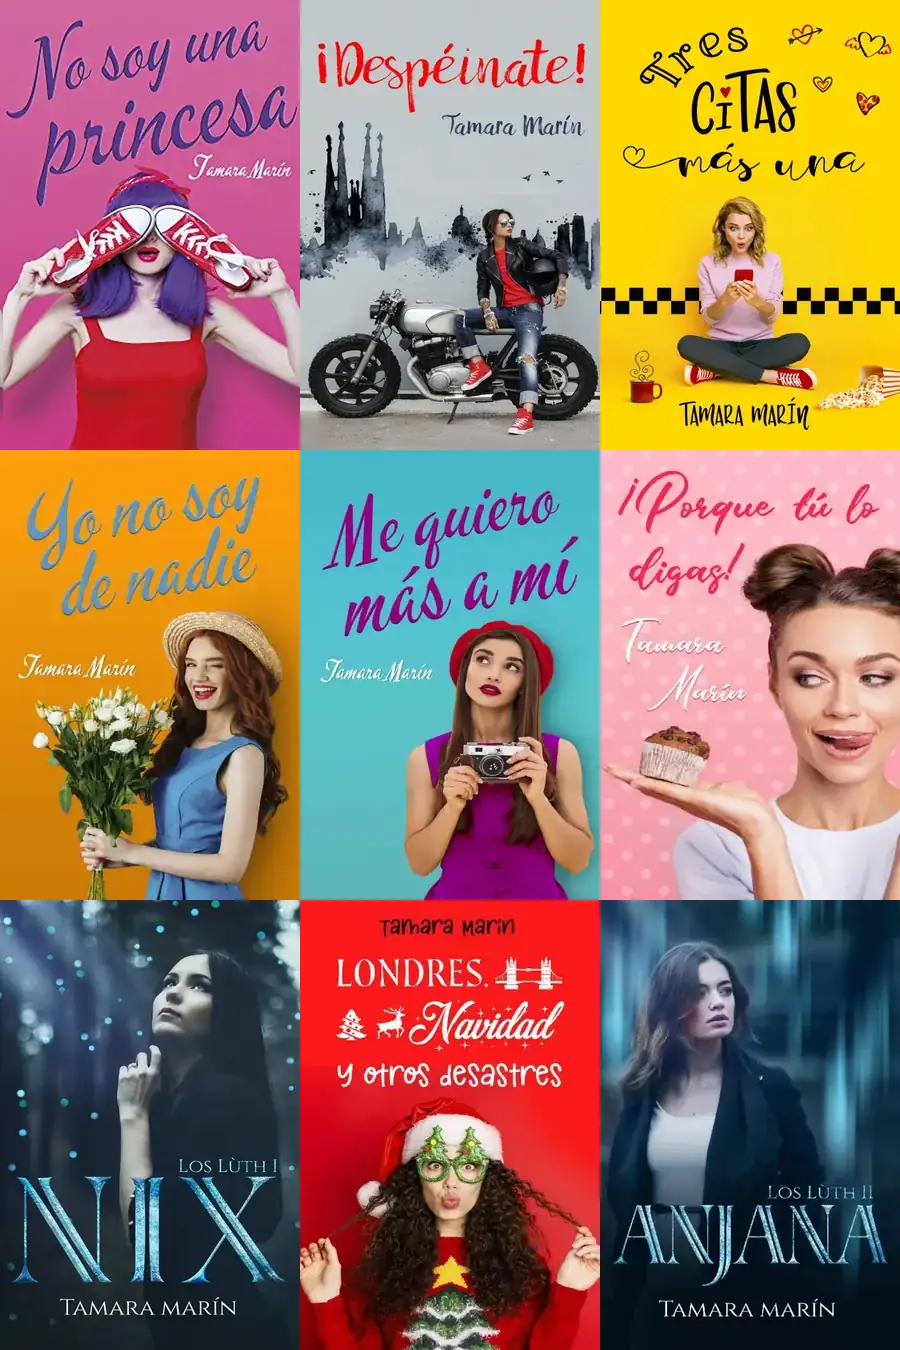 No soy una
princesa
Tamara Marín
¡Despéinate!
Tamara Marín
Tres
CiTAS
más una
TAMARA MARÍN
Yo no soy
de nadie
Tamara Marín
Me quiero
más a mí
Tamara Marín
¡Porque tú lo
digas!
Tamara
Marín
LOS LÙTH I
NIX
TAMARA MARÍN
Tamara Marín
LONDRES,
Navidad
y otros desastres
LOS LÙTH II
ANJANA
TAMARA MARÍN